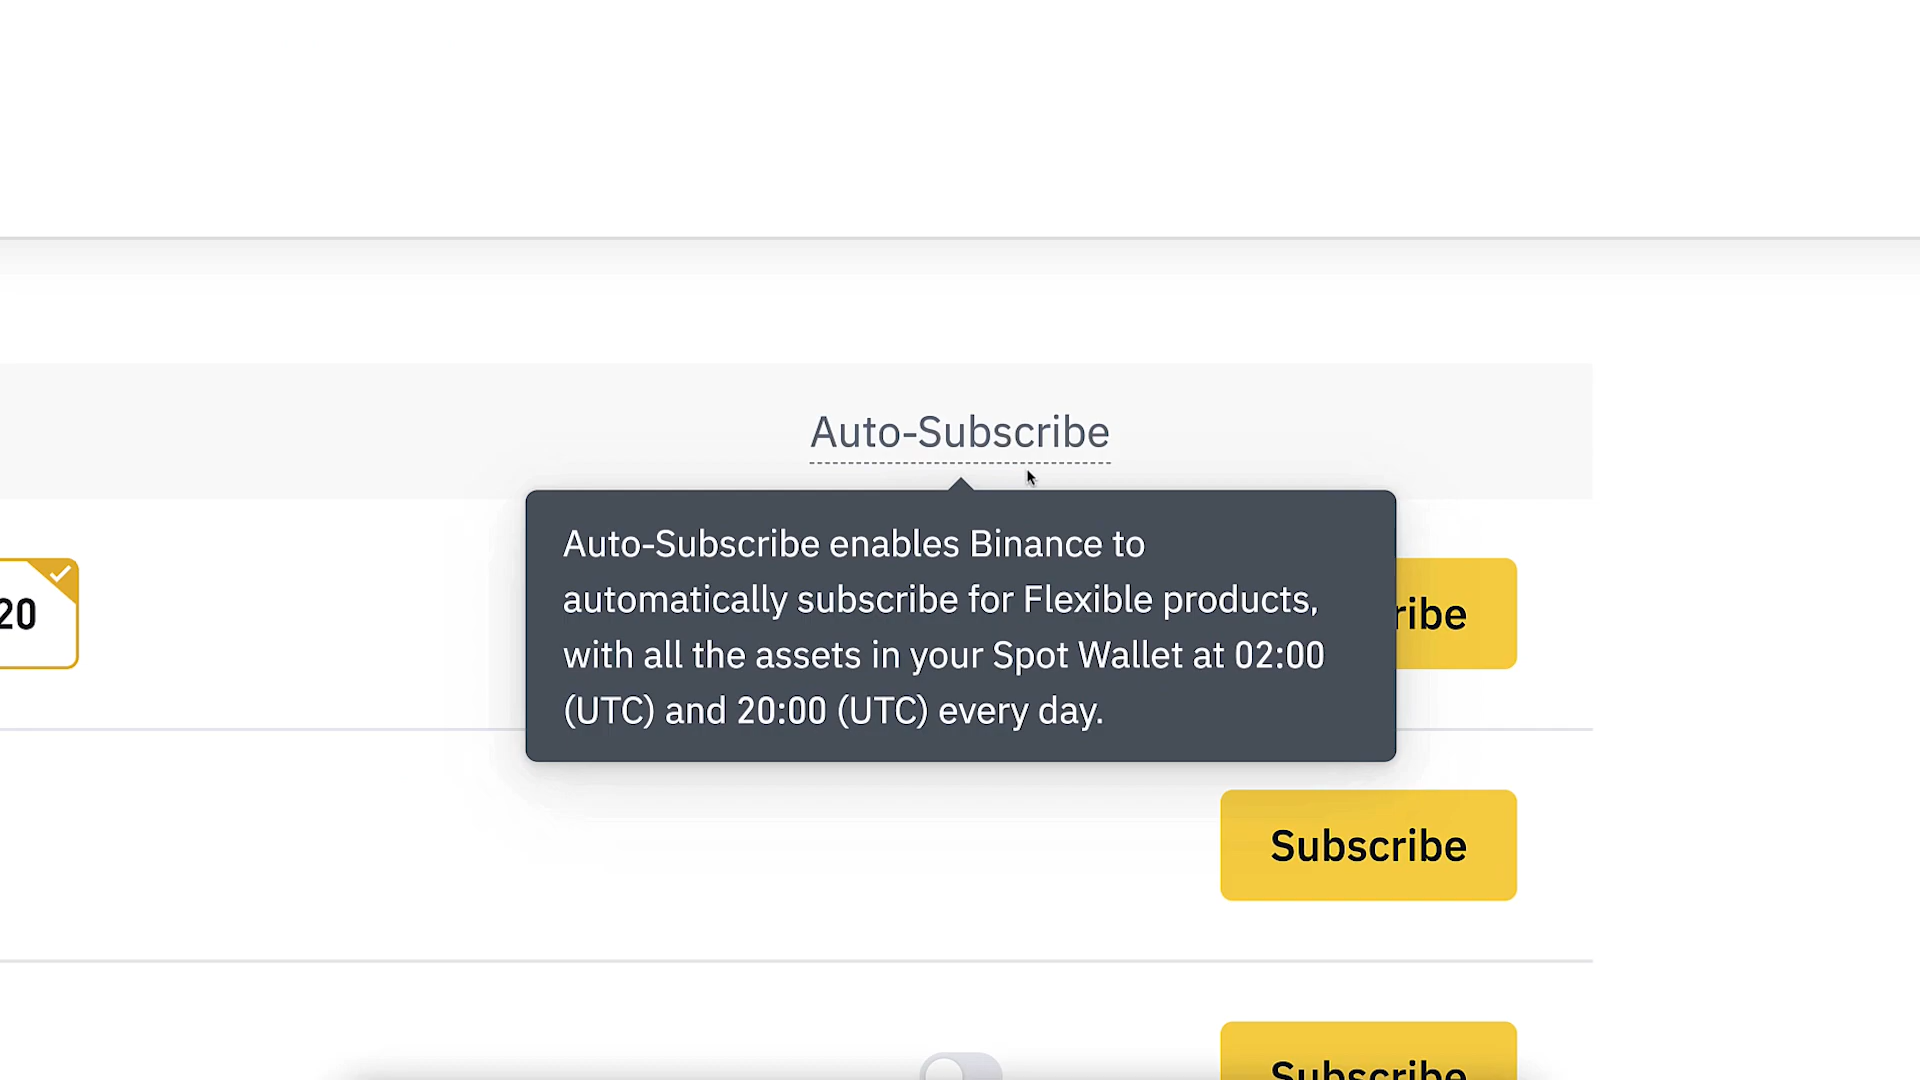 Auto-Subscribe
Auto-Subscribe enables Binance to
automatically subscribe for Flexible products,
with all the assets in your Spot Wallet at 02:00
(UTC) and 20:00 (UTC) every day.
20
ribe
Subscribe
Subscribe